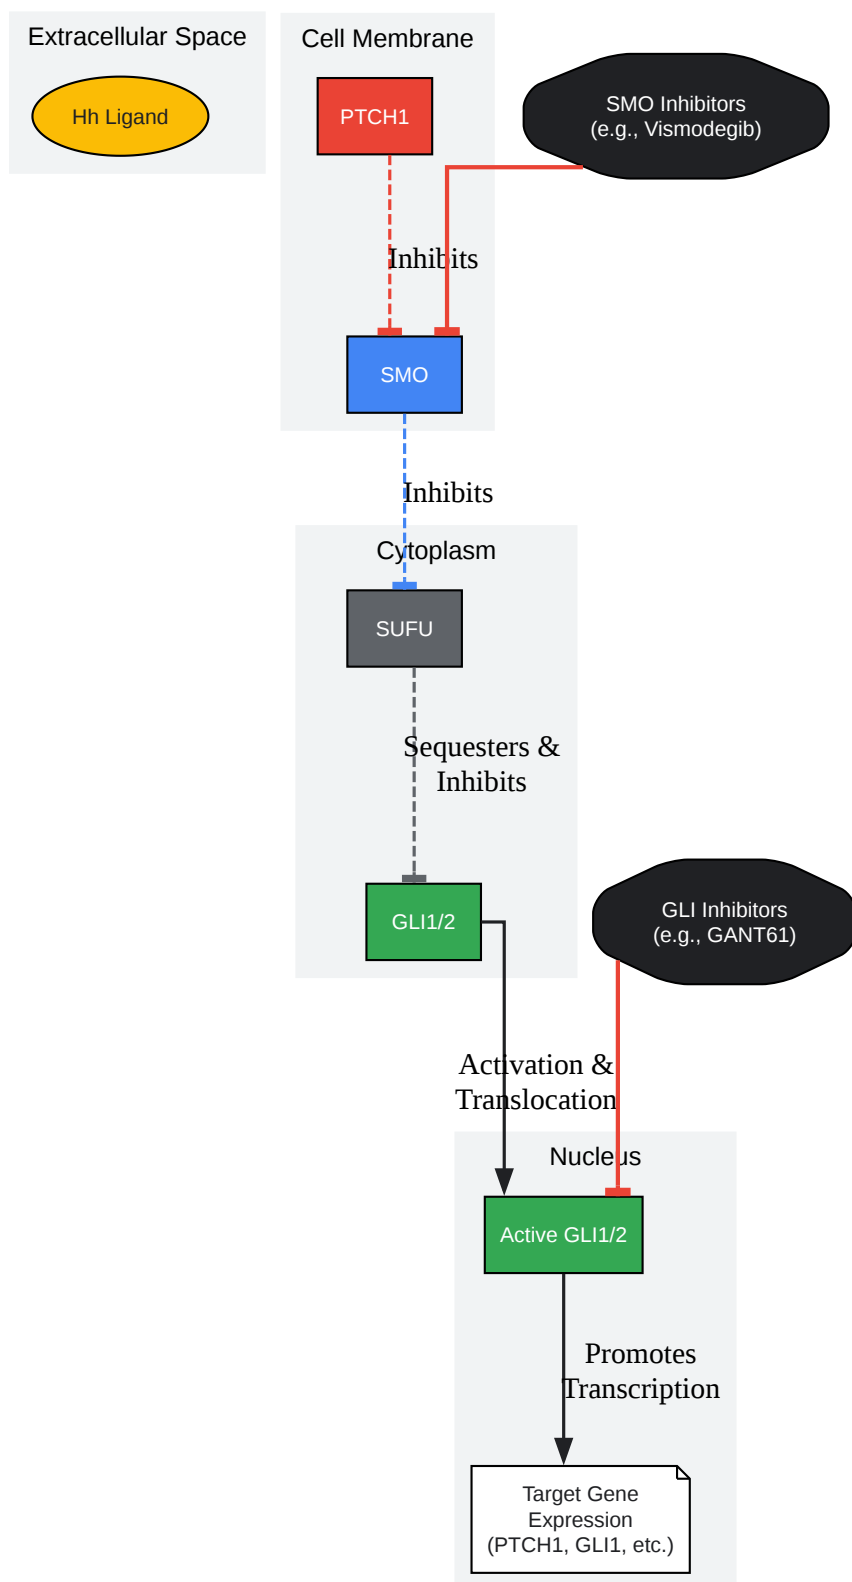 Extracellular Space
Hh Ligand
Cell Membrane
PTCH1
SMO Inhibitors
(e.g., Vismodegib)
Inhibits
SMO
Inhibits
Cytoplasm
SUFU
Sequesters &
Inhibits
GLI1/2
GLI Inhibitors
(e.g., GANT61)
Activation &
Translocation
Nucleus
Active GLI1/2
Promotes
Transcription
Target Gene
Expression
(PTCH1, GLI1, etc.)